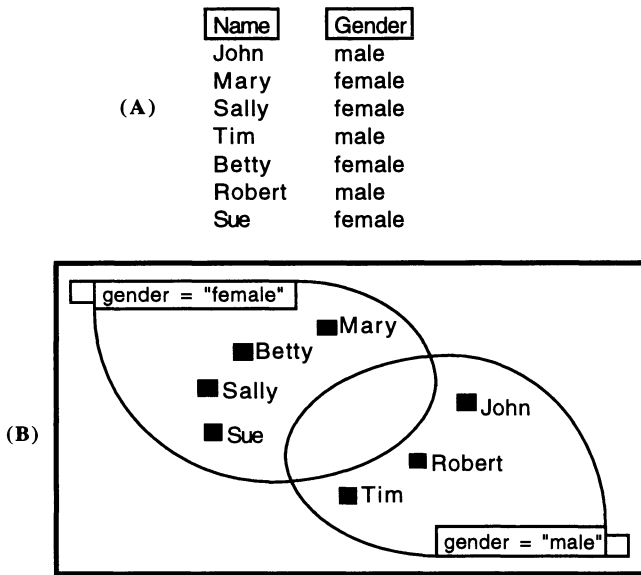 Name Gender
John male
Mary female
(A) Sally female
Tim male
Betty female
Robert male
Sue female
gender = "female"
Mary
Betty
Sally
John
(B) Sue
Robert
Tim
gender = "male"